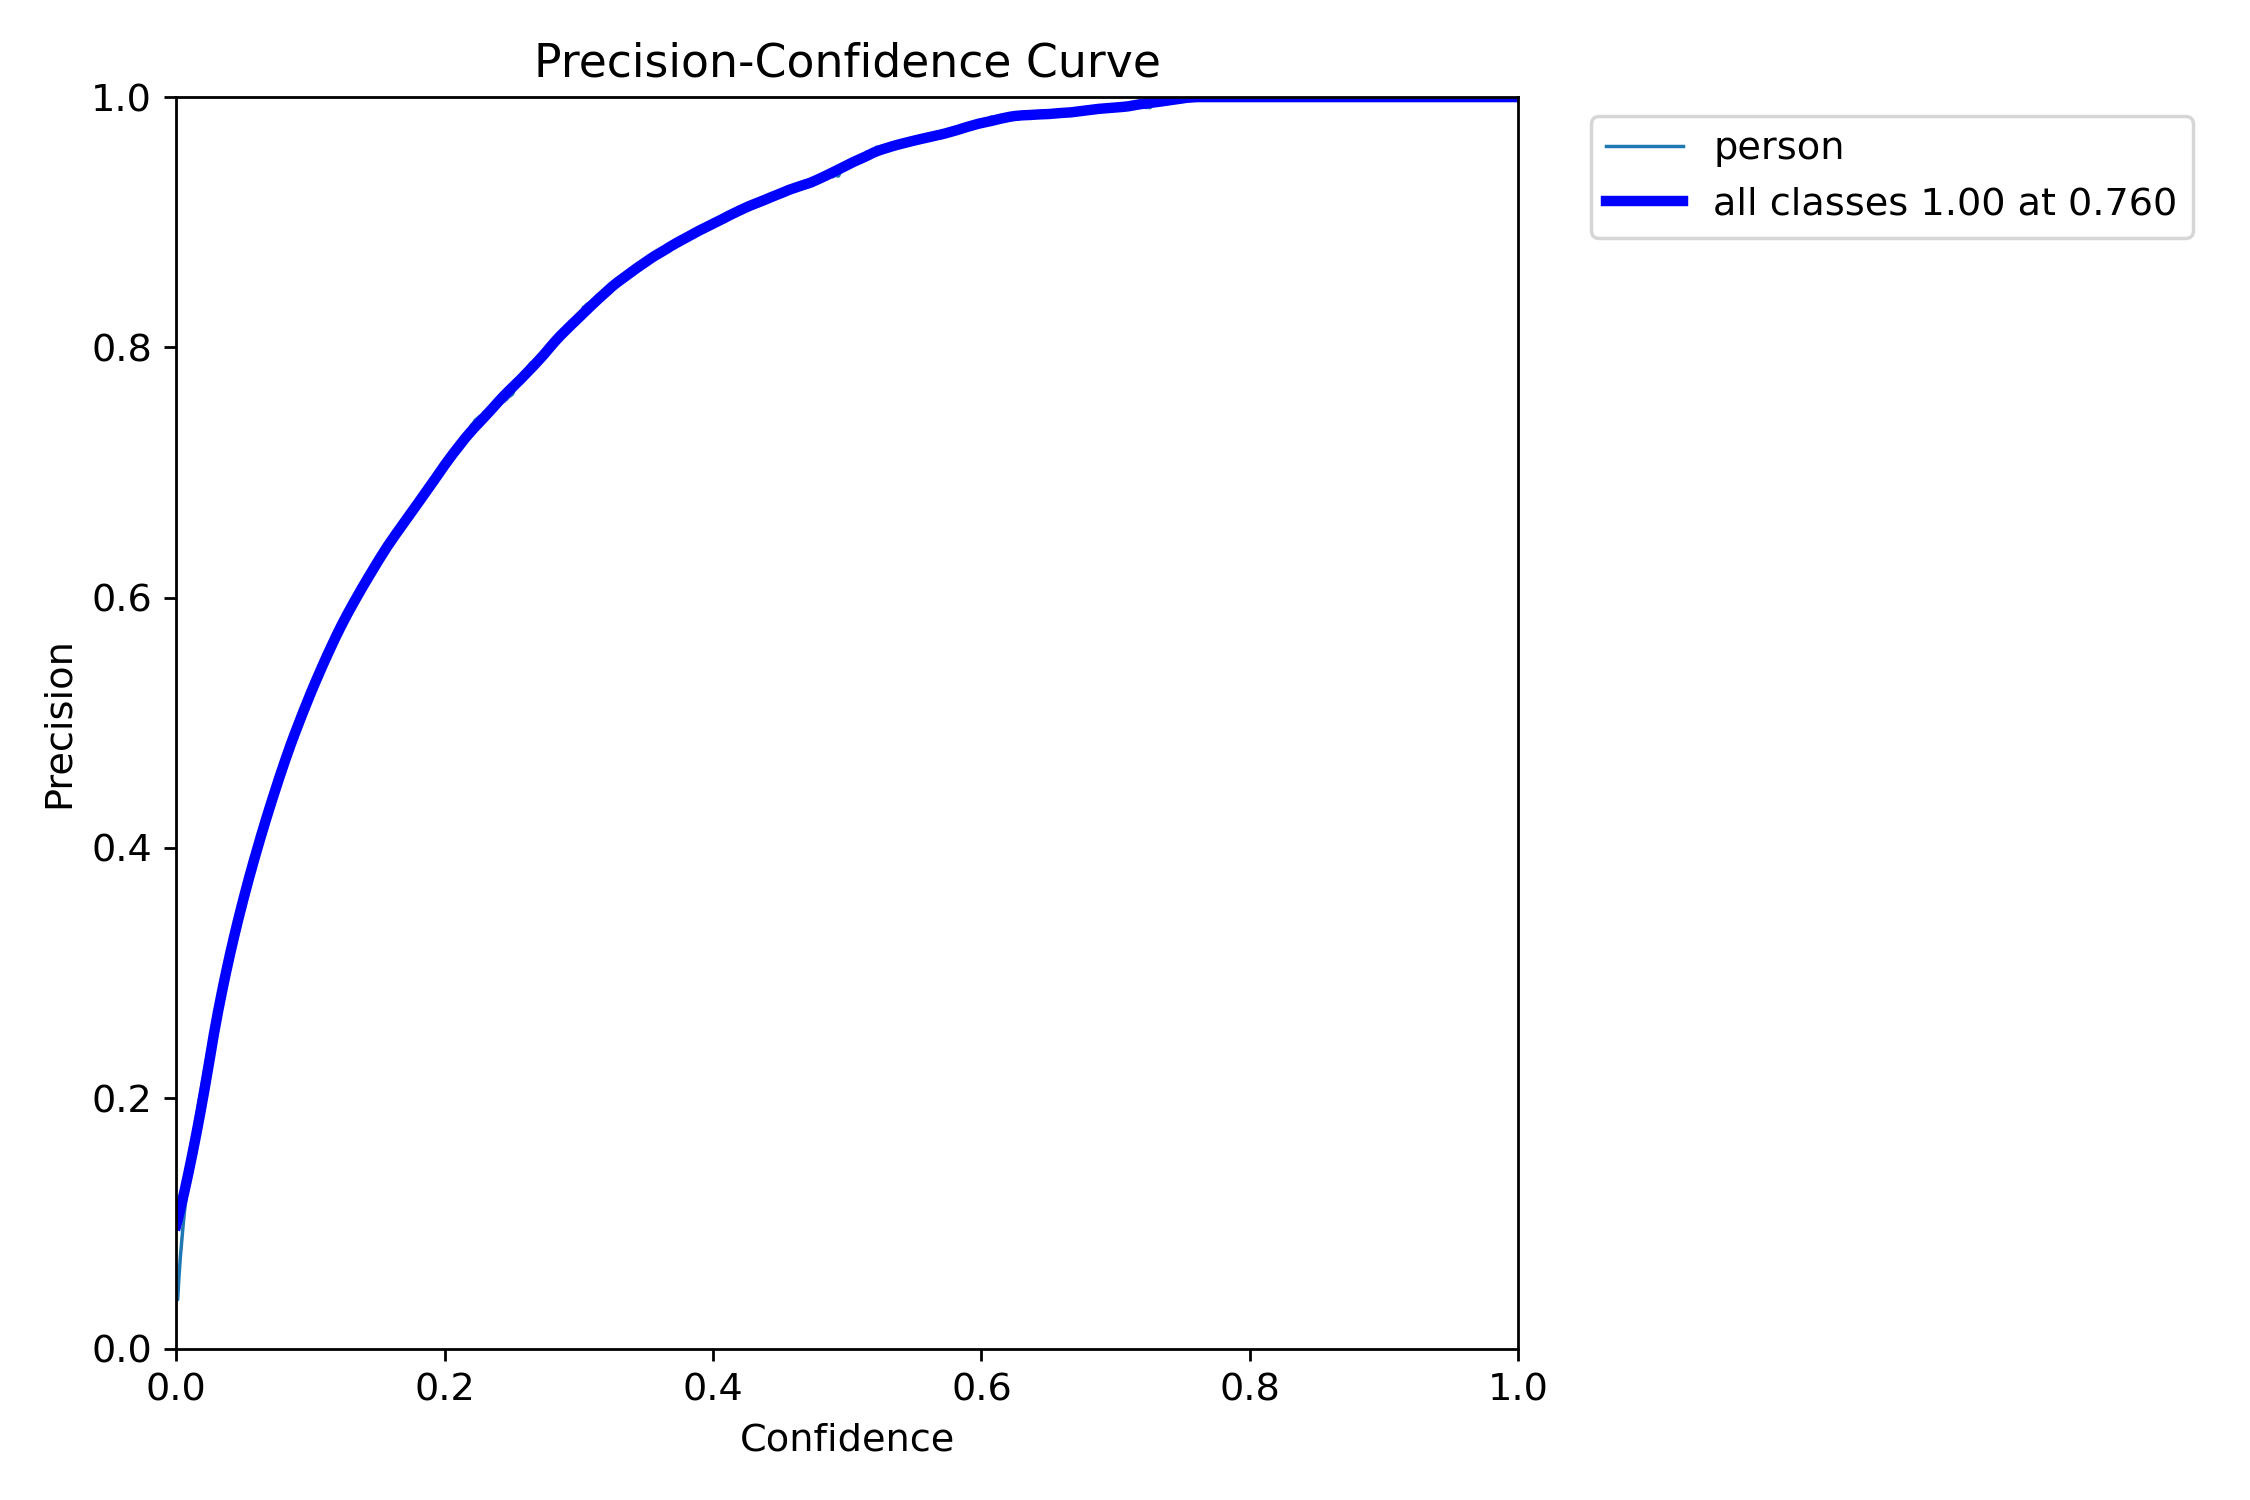 Precision-Confidence Curve
1.0
0.8
0.6
0.4
0.2
0.0
Precision
0.0 0.2 0.4 0.6 0.8 1.0
Confidence
person
all classes 1.00 at 0.760